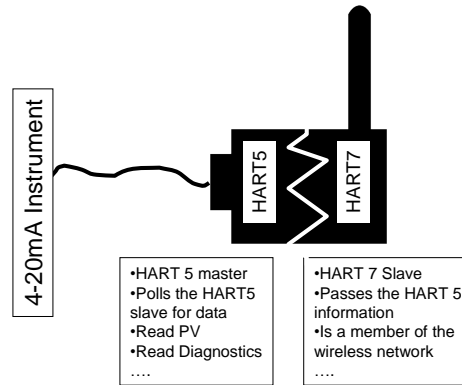 4-20mA Instrument
HART5
HART7
•HART 5 master
•Polls the HART5
slave for data
•Read PV
•Read Diagnostics
….
•HART 7 Slave
•Passes the HART 5
information
•Is a member of the
wireless network
….